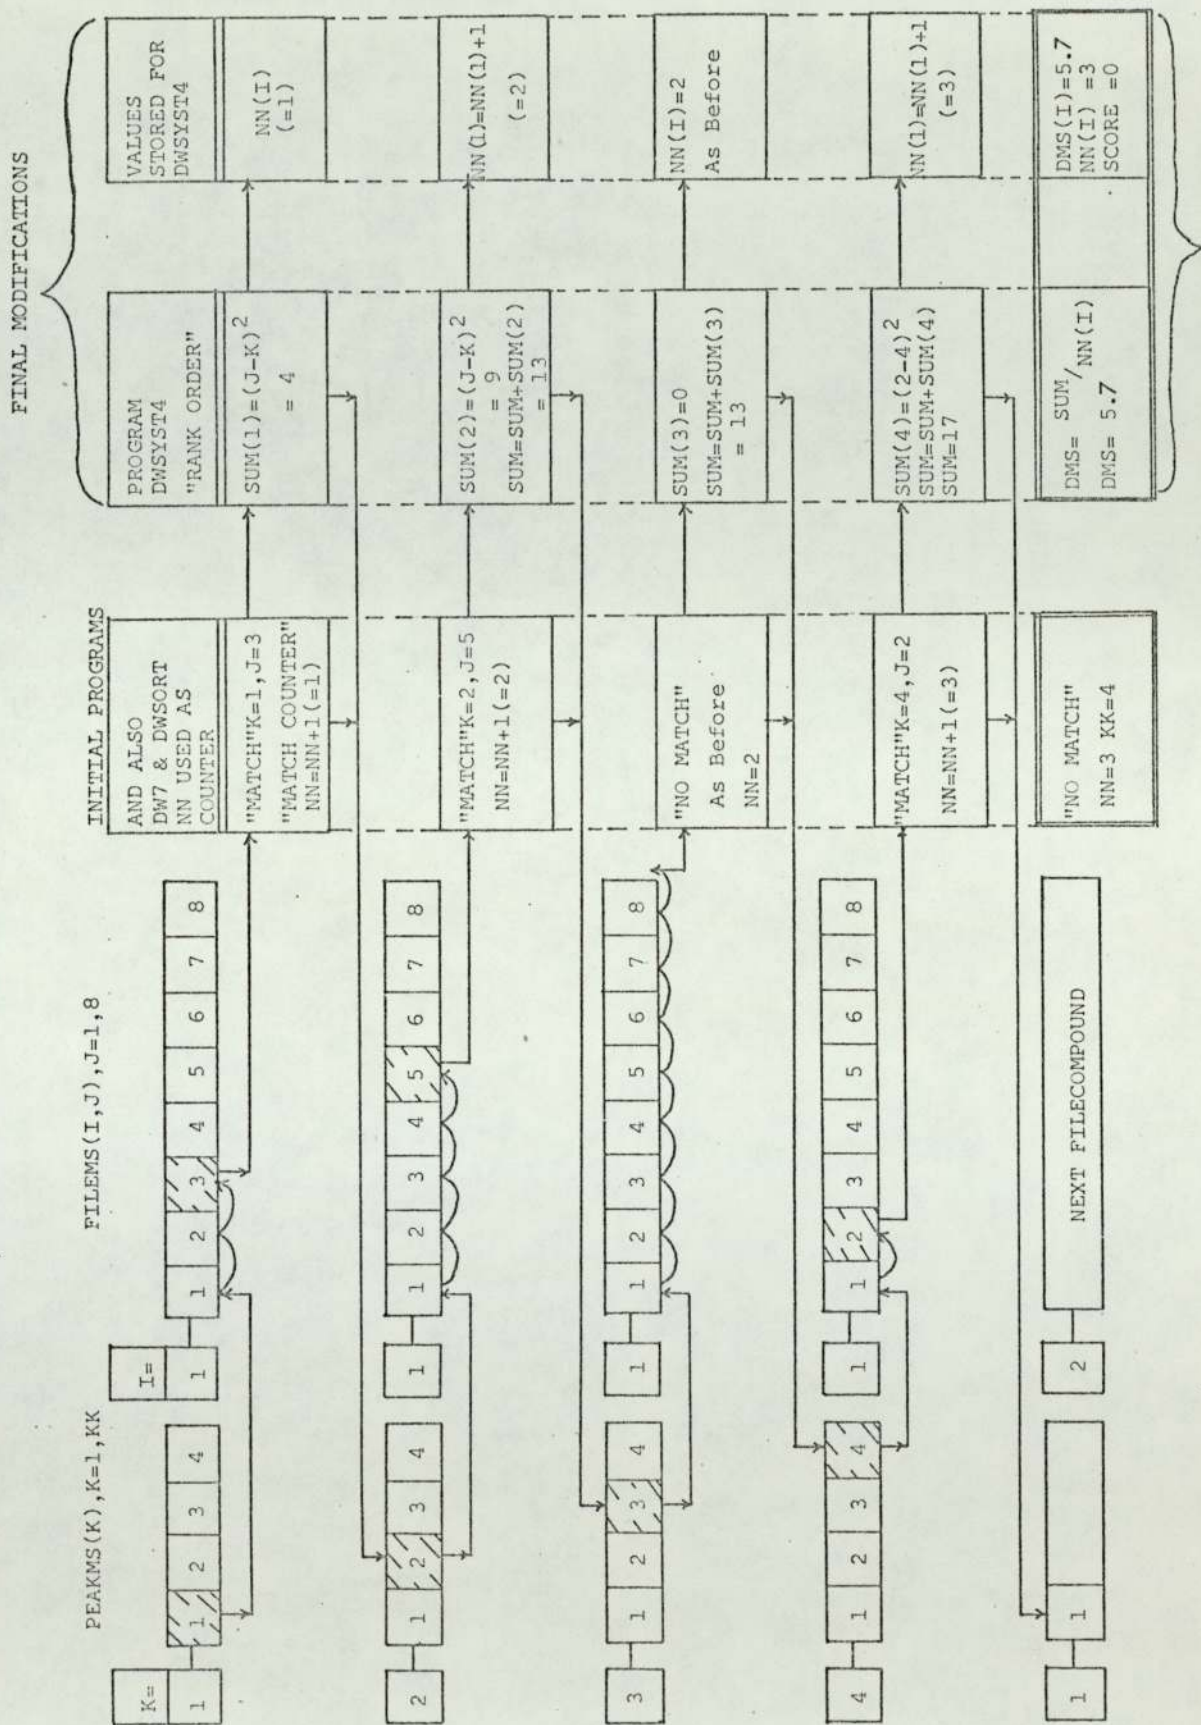 FINAL MODIFICATIONS
INITIAL PROGRAMS
PEAKMS(K),K=1,KK
FILEMS(I,J),J=1,8
K=
I=
AND ALSO
DW7 & DWSORT
NN USED AS
COUNTER
PROGRAM
DWSYST4
"RANK ORDER"
VALUES
STORED FOR
DWSYST4
1
1 2 3 4
1
1 2 3 4 5 6 7 8
"MATCH"K=1,J=3
"MATCH COUNTER"
NN=NN+1(=1)
SUM(1)=(J-K)²
= 4
NN(I)
(=1)
2
1 2 3 4
1
1 2 3 4 5 6 7 8
"MATCH"K=2,J=5
NN=NN+1(=2)
SUM(2)=(J-K)²
= 9
SUM=SUM+SUM(2)
= 13
NN(1)=NN(1)+1
(=2)
3
1 2 3 4
1
1 2 3 4 5 6 7 8
"NO MATCH"
As Before
NN=2
SUM(3)=0
SUM=SUM+SUM(3)
= 13
NN(I)=2
As Before
4
1 2 3 4
1
1 2 3 4 5 6 7 8
"MATCH"K=4,J=2
NN=NN+1(=3)
SUM(4)=(2-4)²
SUM=SUM+SUM(4)
SUM=17
NN(1)=NN(1)+1
(=3)
1
1
2
NEXT FILECOMPOUND
"NO MATCH"
NN=3 KK=4
DMS= SUM/NN(I)
DMS= 5.7
DMS(I)=5.7
NN(I) =3
SCORE =0